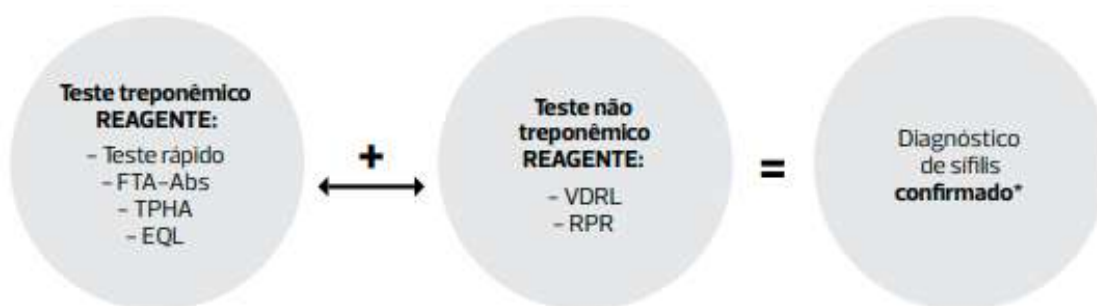 Teste treponêmico
REAGENTE:
– Teste rápido
– FTA-Abs
– TPHA
– EQL
+
Teste não
treponêmico
REAGENTE:
– VDRL
– RPR
=
Diagnóstico
de sífilis
confirmado*